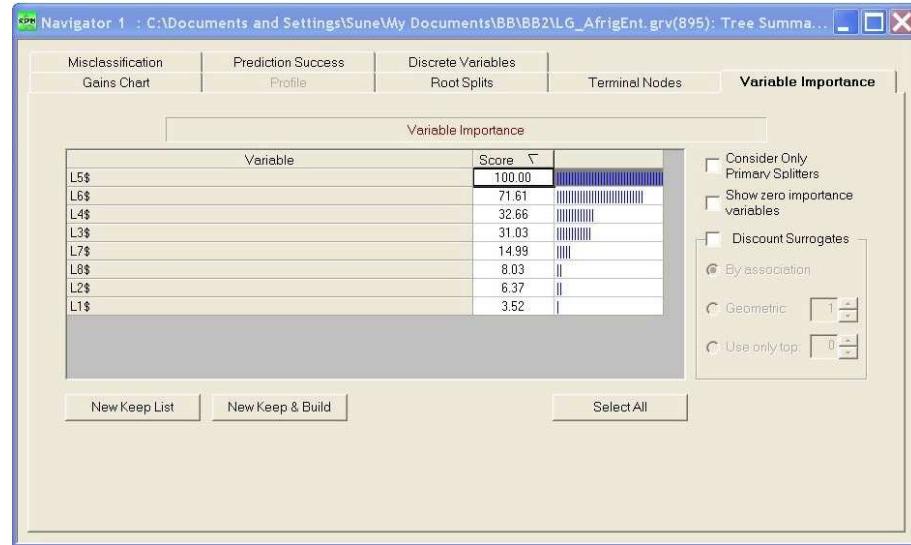 SPM Navigator 1 : C:\Documents and Settings\Sune\My Documents\BB\BB2\LG_AfrigEnt.grv(895): Tree Summa...
Misclassification Prediction Success Discrete Variables
Gains Chart Profile Root Splits Terminal Nodes Variable Importance
Variable Importance
Variable Score
L5$ 100.00
L6$ 71.61
L4$ 32.66
L3$ 31.03
L7$ 14.99
L8$ 8.03
L2$ 6.37
L1$ 3.52
Consider Only
Primary Splitters
Show zero importance
variables
Discount Surrogates
By association
Geometric: 1
Use only top: 0
New Keep List New Keep & Build Select All